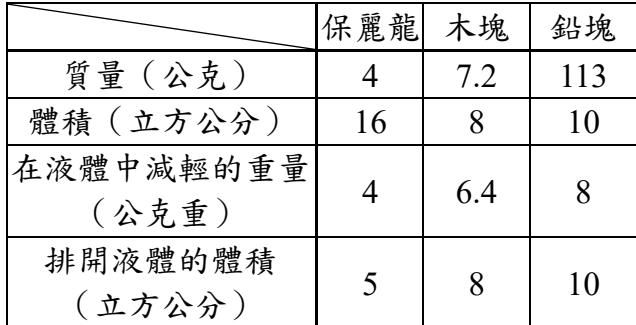 保麗龍 木塊 鉛塊
質量（公克） 4 7.2 113
體積（立方公分） 16 8 10
在液體中減輕的重量
（公克重） 4 6.4 8
排開液體的體積
（立方公分） 5 8 10